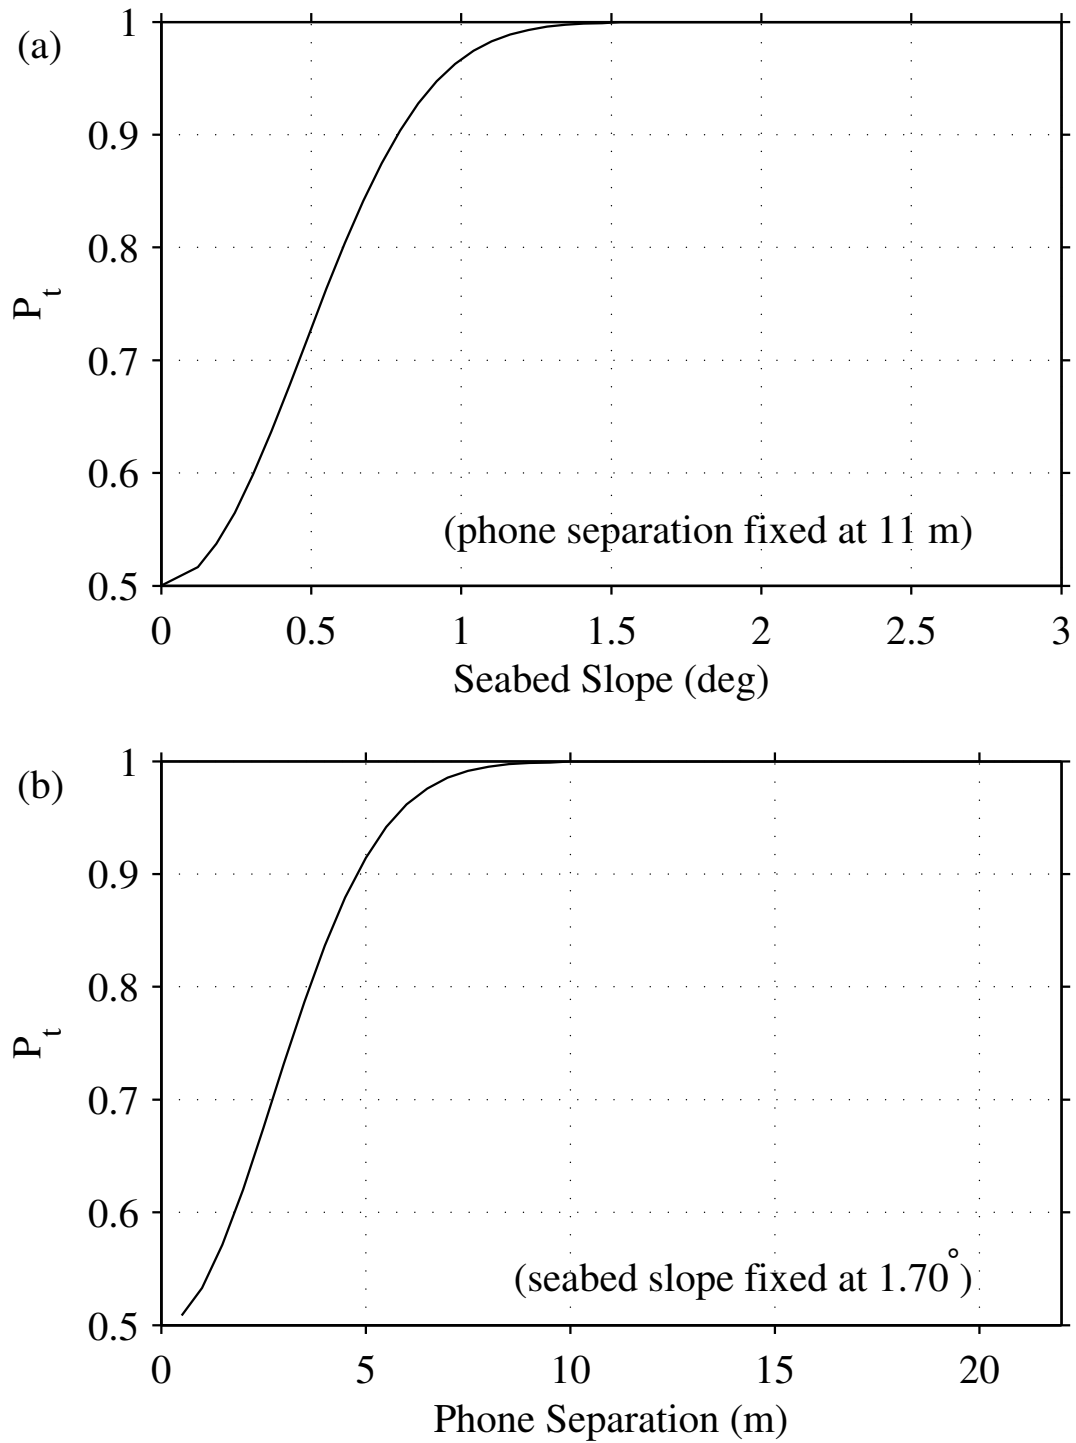 (a)
1
0.9
0.8
0.7
0.6
0.5
P_t
(phone separation fixed at 11 m)
0 0.5 1 1.5 2 2.5 3
Seabed Slope (deg)
(b)
1
0.9
0.8
0.7
0.6
0.5
P_t
(seabed slope fixed at 1.70°)
0 5 10 15 20
Phone Separation (m)